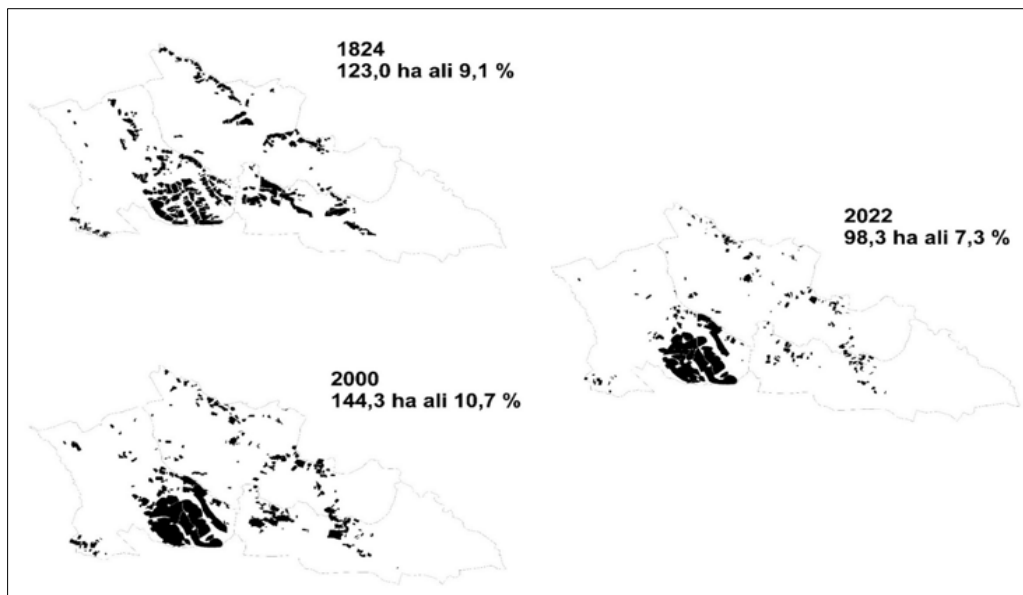 1824
123,0 ha ali 9,1 %
2022
98,3 ha ali 7,3 %
2000
144,3 ha ali 10,7 %